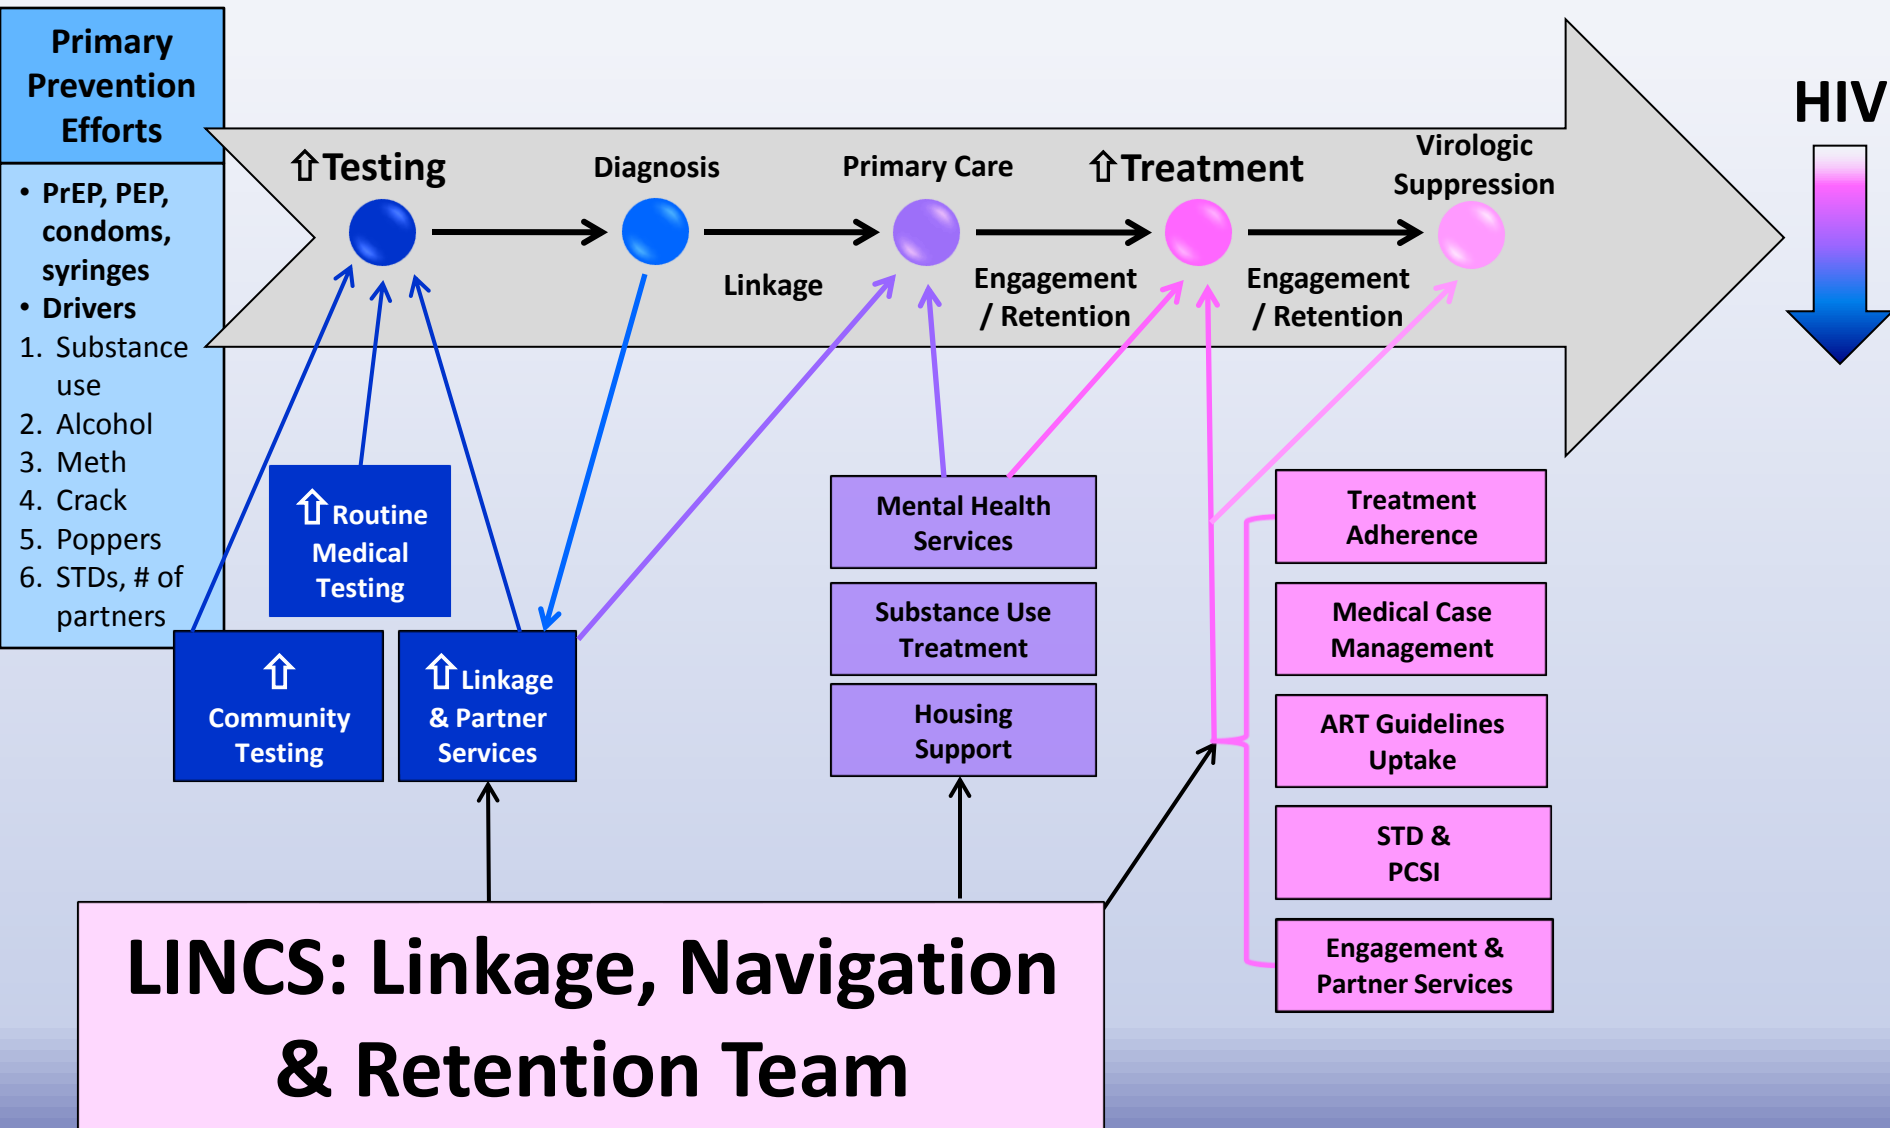 Primary
Prevention
Efforts
• PrEP, PEP,
condoms,
syringes
• Drivers
1. Substance
use
2. Alcohol
3. Meth
4. Crack
5. Poppers
6. STDs, # of
partners
⇧Testing
Diagnosis
Primary Care
⇧Treatment
Virologic
Suppression
HIV
Linkage
Engagement
/ Retention
Engagement
/ Retention
⇧Routine
Medical
Testing
⇧
Community
Testing
⇧Linkage
& Partner
Services
Mental Health
Services
Substance Use
Treatment
Housing
Support
Treatment
Adherence
Medical Case
Management
ART Guidelines
Uptake
STD &
PCSI
Engagement &
Partner Services
LINCS: Linkage, Navigation
& Retention Team